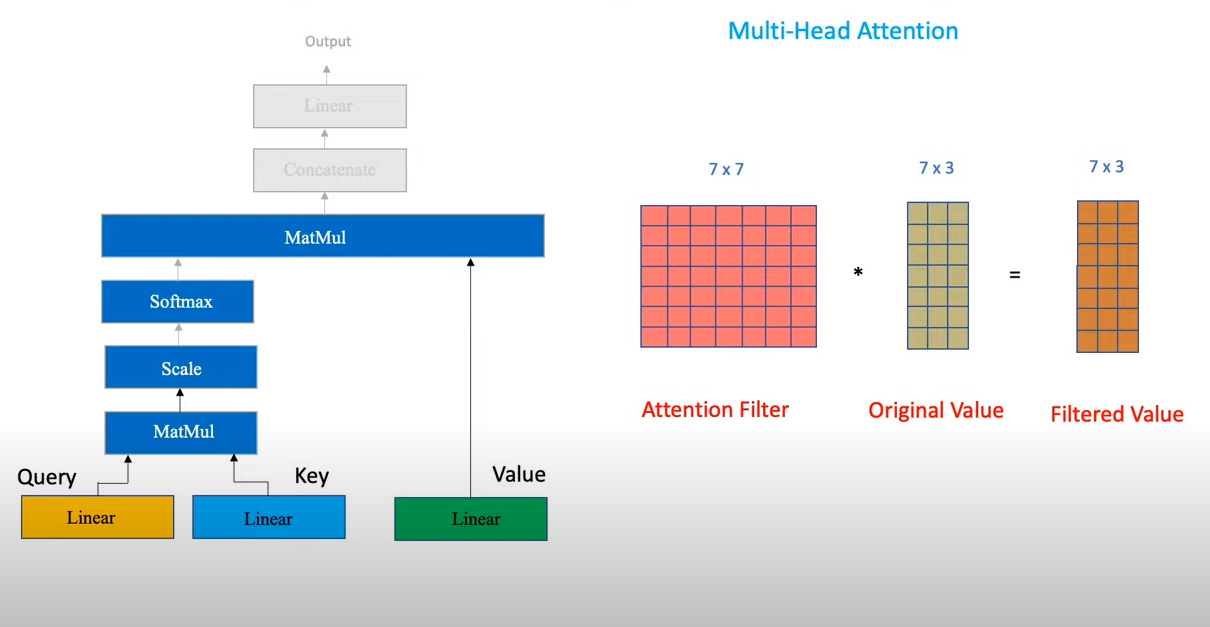 Multi-Head Attention
Output
Linear
Concatenate
MatMul
Softmax
Scale
MatMul
Query
Key
Value
Linear
Linear
Linear
7 x 7
7 x 3
7 x 3
*
=
Attention Filter
Original Value
Filtered Value